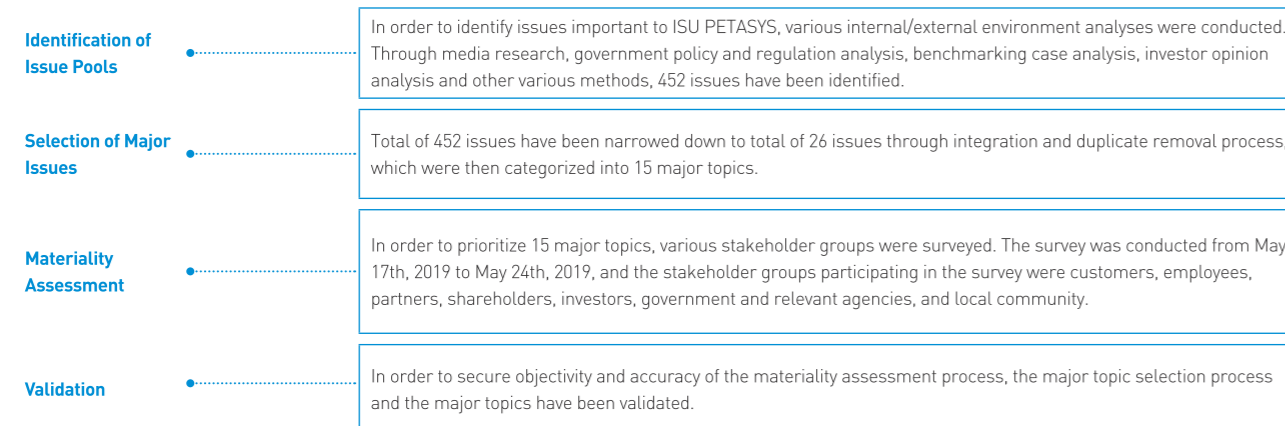 Identification of
Issue Pools
In order to identify issues important to ISU PETASYS, various internal/external environment analyses were conducted.
Through media research, government policy and regulation analysis, benchmarking case analysis, investor opinion
analysis and other various methods, 452 issues have been identified.
Selection of Major
Issues
Total of 452 issues have been narrowed down to total of 26 issues through integration and duplicate removal process,
which were then categorized into 15 major topics.
Materiality
Assessment
In order to prioritize 15 major topics, various stakeholder groups were surveyed. The survey was conducted from May
17th, 2019 to May 24th, 2019, and the stakeholder groups participating in the survey were customers, employees,
partners, shareholders, investors, government and relevant agencies, and local community.
Validation
In order to secure objectivity and accuracy of the materiality assessment process, the major topic selection process
and the major topics have been validated.